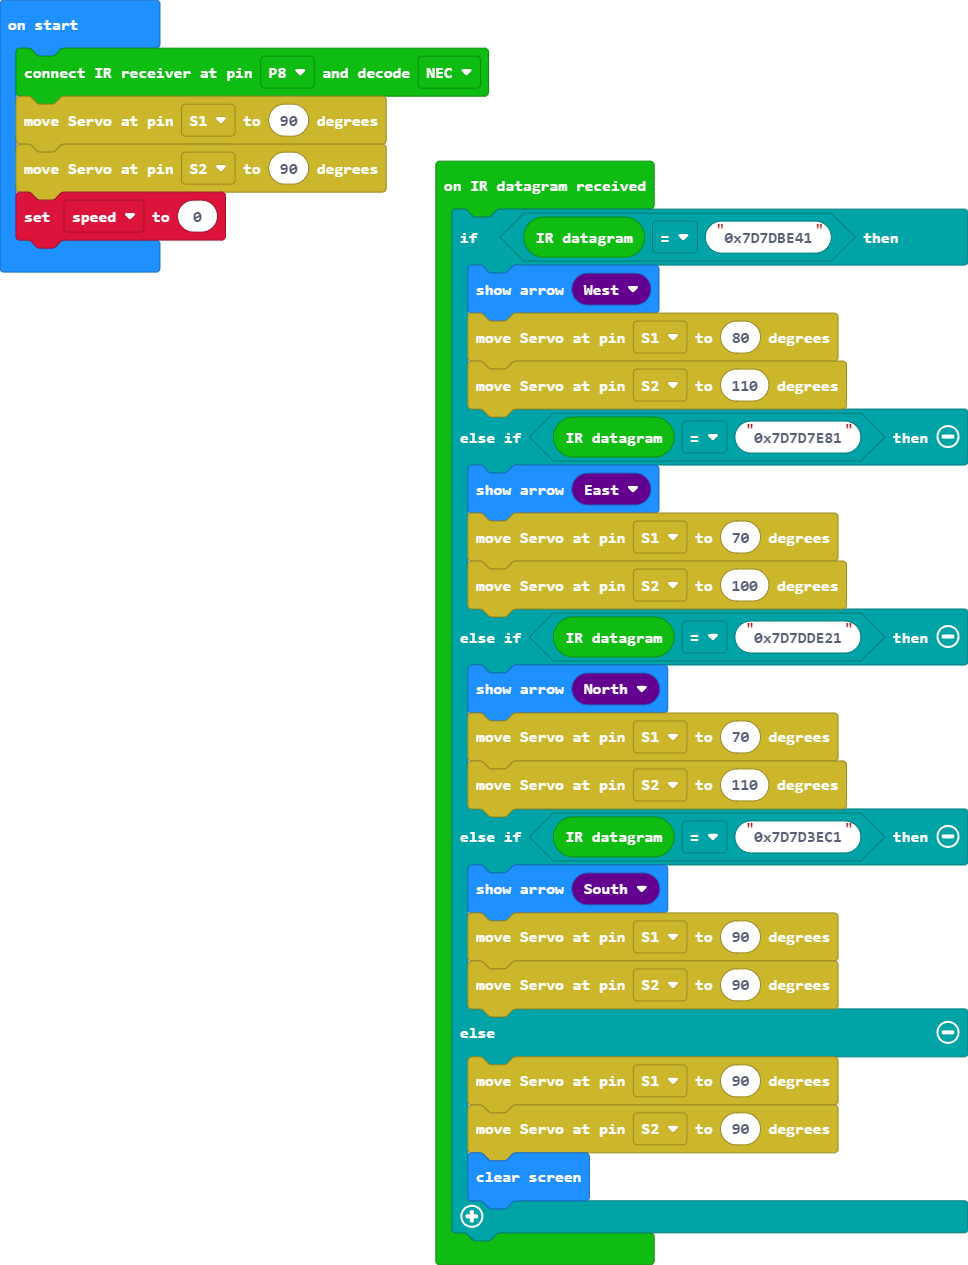 on start
connect IR receiver at pin P8 and decode NEC
move Servo at pin S1 to 90 degrees
move Servo at pin S2 to 90 degrees
set speed to 0
on IR datagram received
if IR datagram = "0x7D7DBE41" then
show arrow West
move Servo at pin S1 to 80 degrees
move Servo at pin S2 to 110 degrees
else if IR datagram = "0x7D7D7E81" then
show arrow East
move Servo at pin S1 to 70 degrees
move Servo at pin S2 to 100 degrees
else if IR datagram = "0x7D7DDE21" then
show arrow North
move Servo at pin S1 to 70 degrees
move Servo at pin S2 to 110 degrees
else if IR datagram = "0x7D7D3EC1" then
show arrow South
move Servo at pin S1 to 90 degrees
move Servo at pin S2 to 90 degrees
else
move Servo at pin S1 to 90 degrees
move Servo at pin S2 to 90 degrees
clear screen